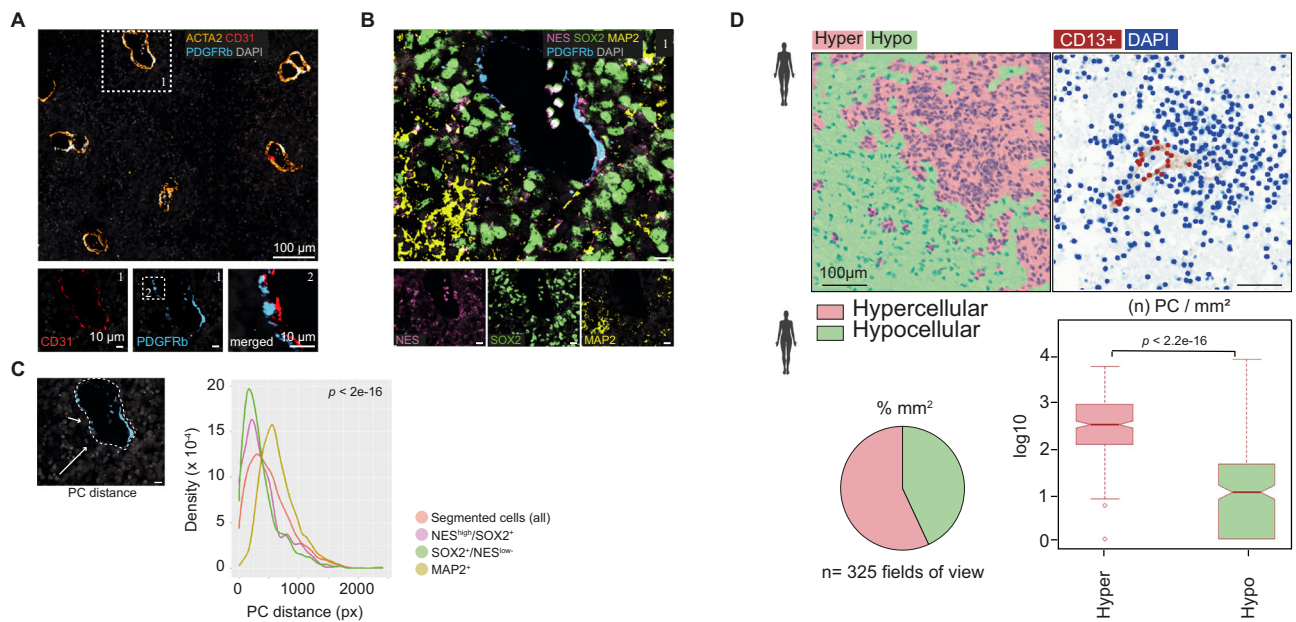 A
ACTA2 CD31
PDGFRb DAPI
1
100 µm
1
CD31
10 µm
1
2
PDGFRb
2
merged
10 µm
B
NES SOX2 MAP2
PDGFRb DAPI
1
NES
SOX2
MAP2
C
PC distance
p < 2e-16
20
15
10
5
0
Density (x 10⁻⁴)
0
1000
2000
PC distance (px)
Segmented cells (all)
NESʰⁱᵍʰ/SOX2⁺
SOX2⁺/NESˡᵒʷ⁻
MAP2⁺
D
Hyper Hypo
CD13+ DAPI
100µm
Hypercellular
Hypocellular
% mm²
n= 325 fields of view
(n) PC / mm²
p < 2.2e-16
4
3
2
1
0
log10
Hyper
Hypo